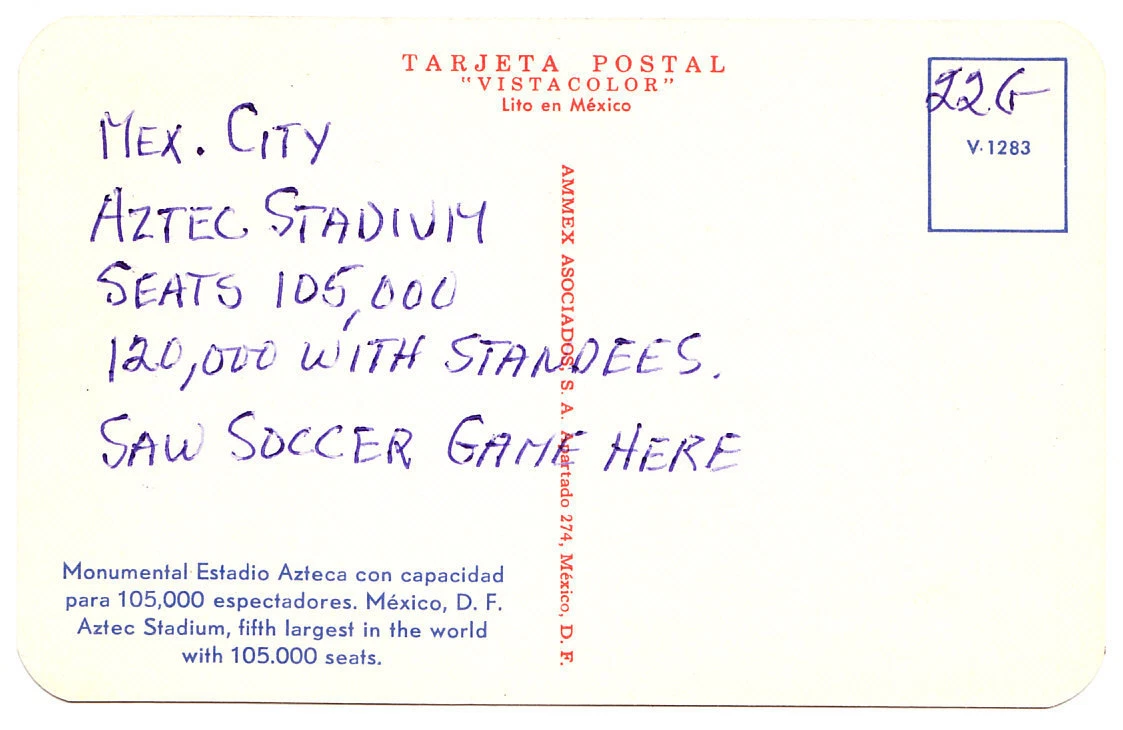 TARJETA POSTAL
"VISTACOLOR"
Lito en México
22G
V-1283
MEX. CITY
AZTEC STADIUM
SEATS 105,000
120,000 WITH STANDEES.
SAW SOCCER GAME HERE
AMMEX ASOCIADOS, S. A. Apartado 274, México, D. F.
Monumental Estadio Azteca con capacidad
para 105,000 espectadores. México, D. F.
Aztec Stadium, fifth largest in the world
with 105.000 seats.